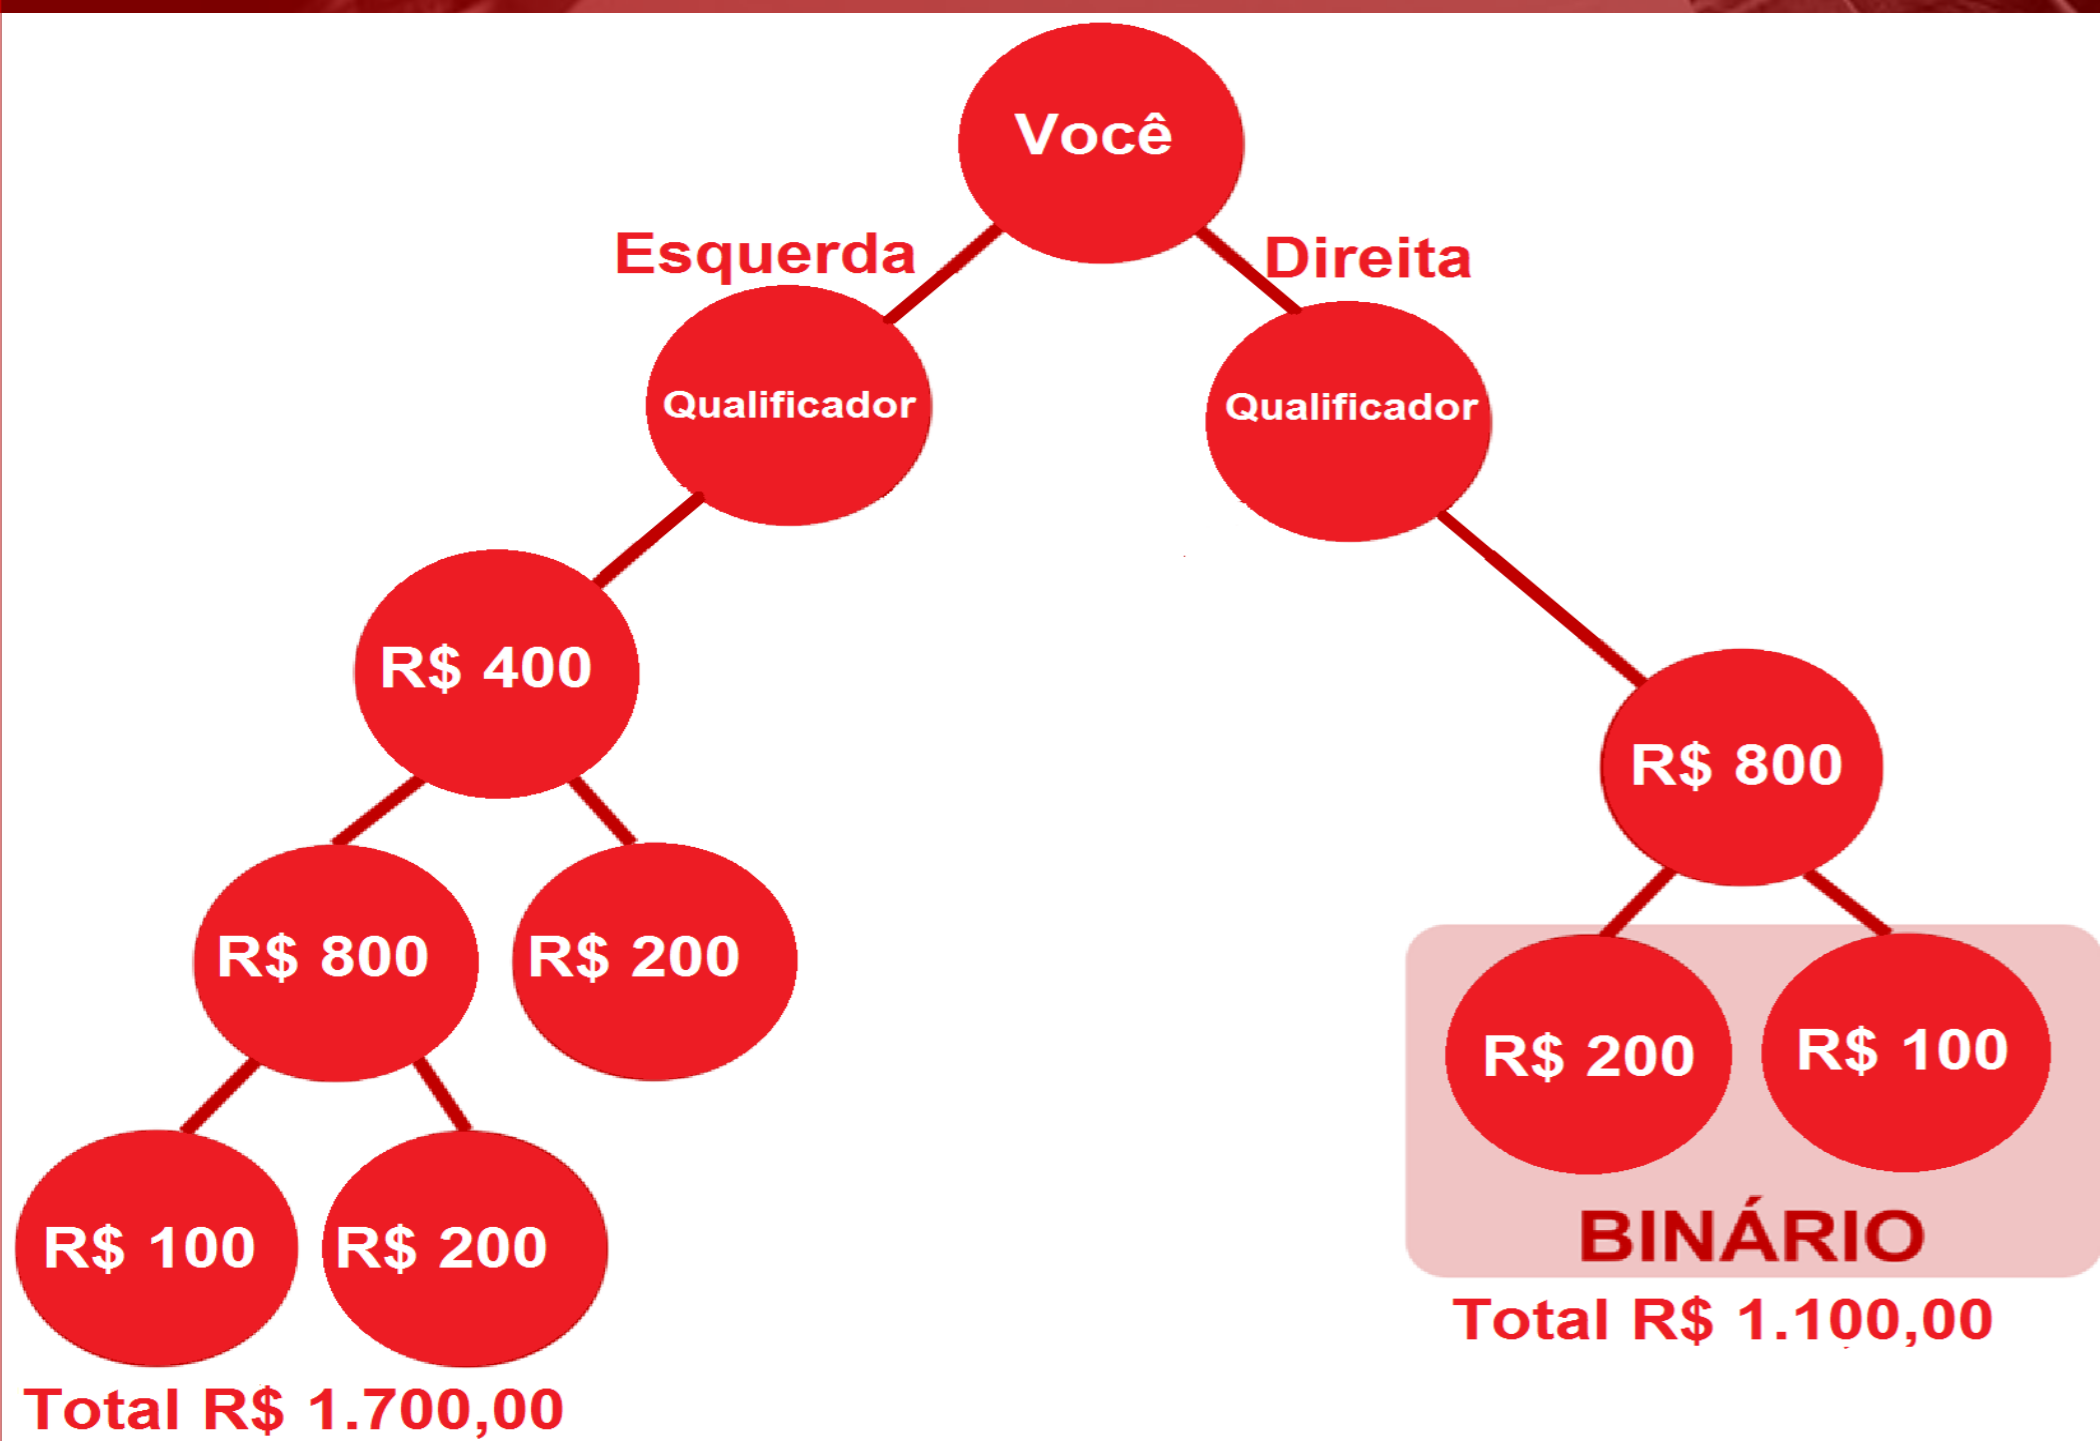 Você
Esquerda
Direita
Qualificador
Qualificador
R$ 400
R$ 800
R$ 800
R$ 200
R$ 200
R$ 100
R$ 100
R$ 200
BINÁRIO
Total R$ 1.100,00
Total R$ 1.700,00